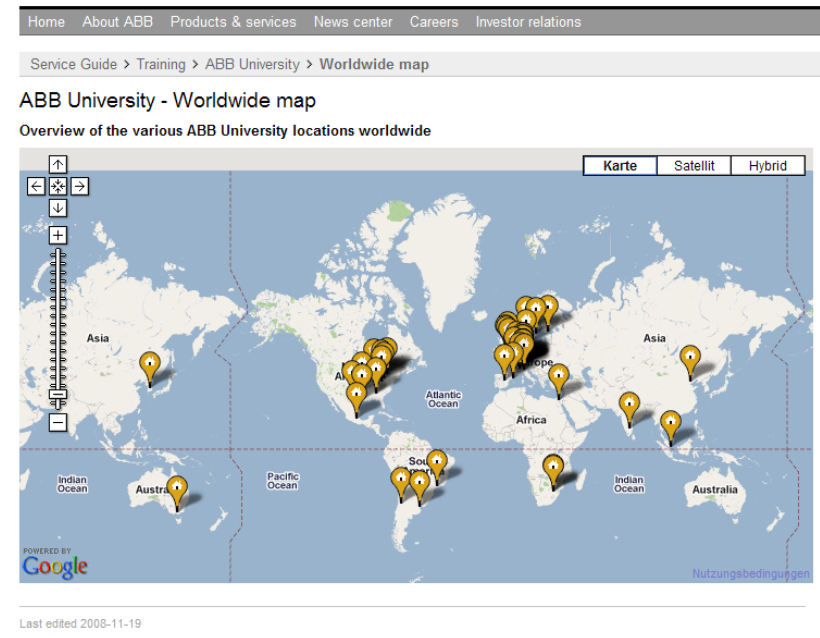 Home About ABB Products & services News center Careers Investor relations
Service Guide > Training > ABB University > Worldwide map
ABB University - Worldwide map
Overview of the various ABB University locations worldwide
Karte Satellit Hybrid
Asia
Asia
Atlantic
Ocean
Africa
Pacific
Ocean
Indian
Ocean
Indian
Ocean
Australia
POWERED BY
Google
Nutzungsbedingungen
Last edited 2008-11-19